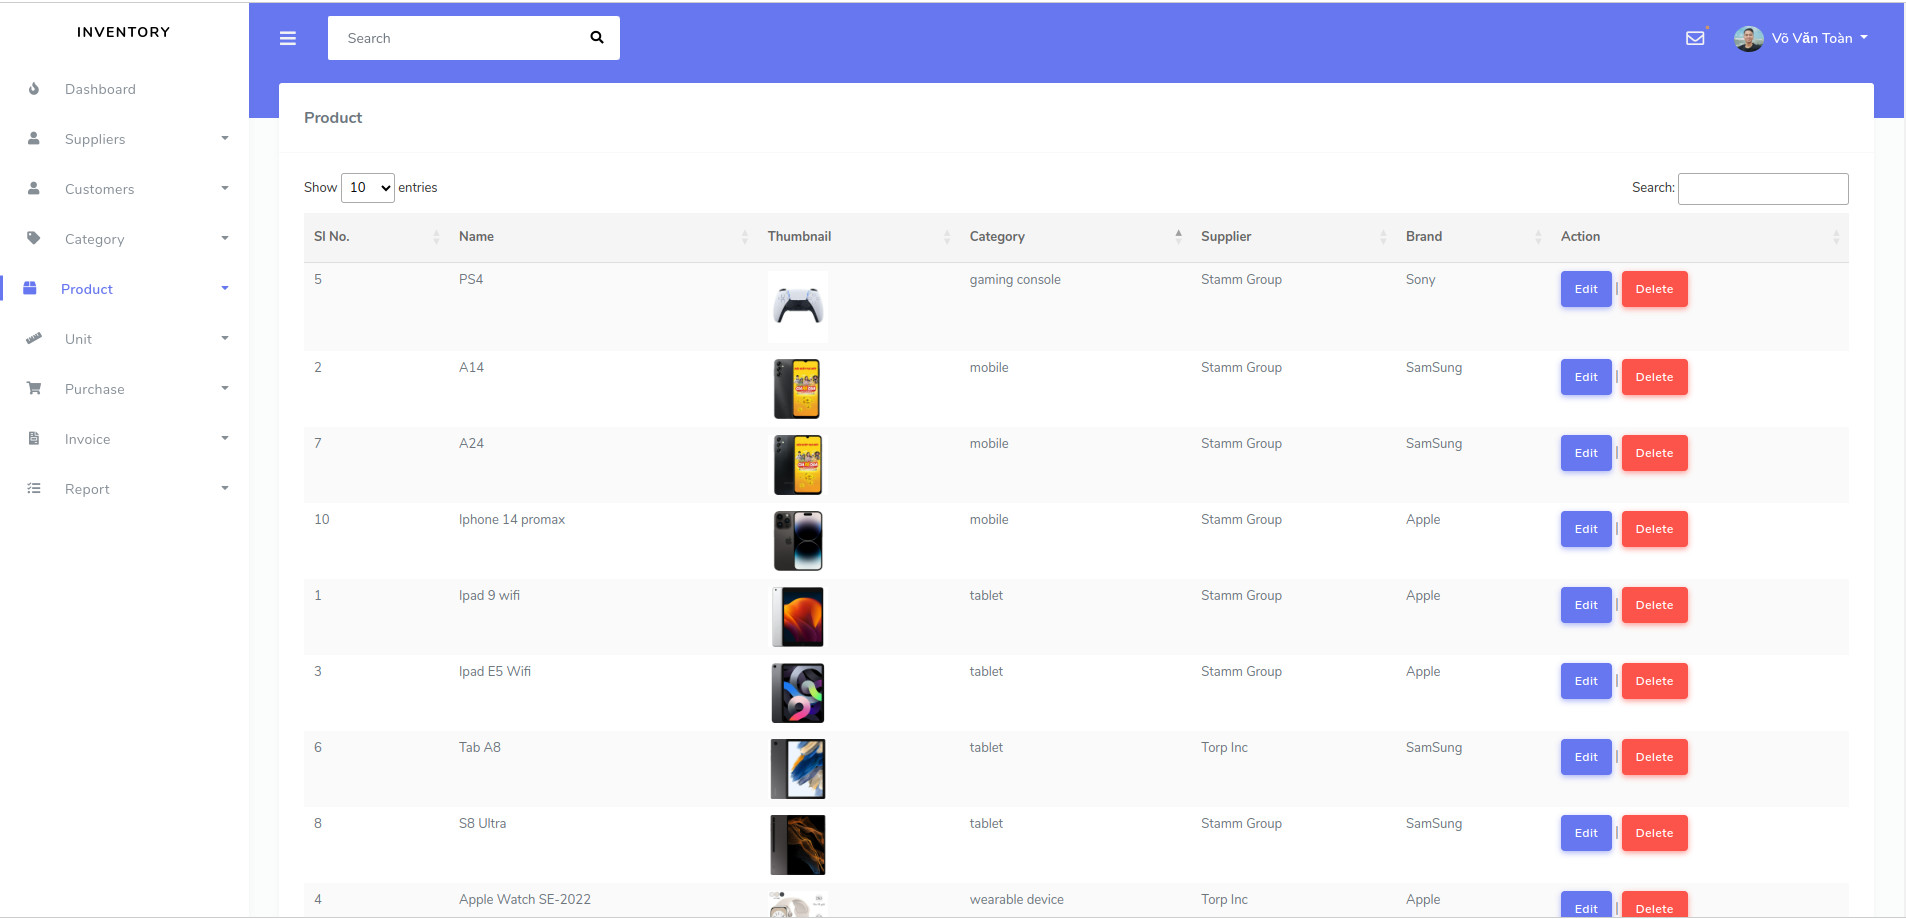 INVENTORY
Dashboard
Suppliers
Customers
Category
Product
Unit
Purchase
Invoice
Report
Search
Võ Văn Toàn
Product
Show 10 entries
Search:
Sl No. Name Thumbnail Category Supplier Brand Action
5 PS4 gaming console Stamm Group Sony Edit | Delete
2 A14 mobile Stamm Group SamSung Edit | Delete
7 A24 mobile Stamm Group SamSung Edit | Delete
10 Iphone 14 promax mobile Stamm Group Apple Edit | Delete
1 Ipad 9 wifi tablet Stamm Group Apple Edit | Delete
3 Ipad E5 Wifi tablet Stamm Group Apple Edit | Delete
6 Tab A8 tablet Torp Inc SamSung Edit | Delete
8 S8 Ultra tablet Stamm Group SamSung Edit | Delete
4 Apple Watch SE-2022 wearable device Torp Inc Apple Edit | Delete